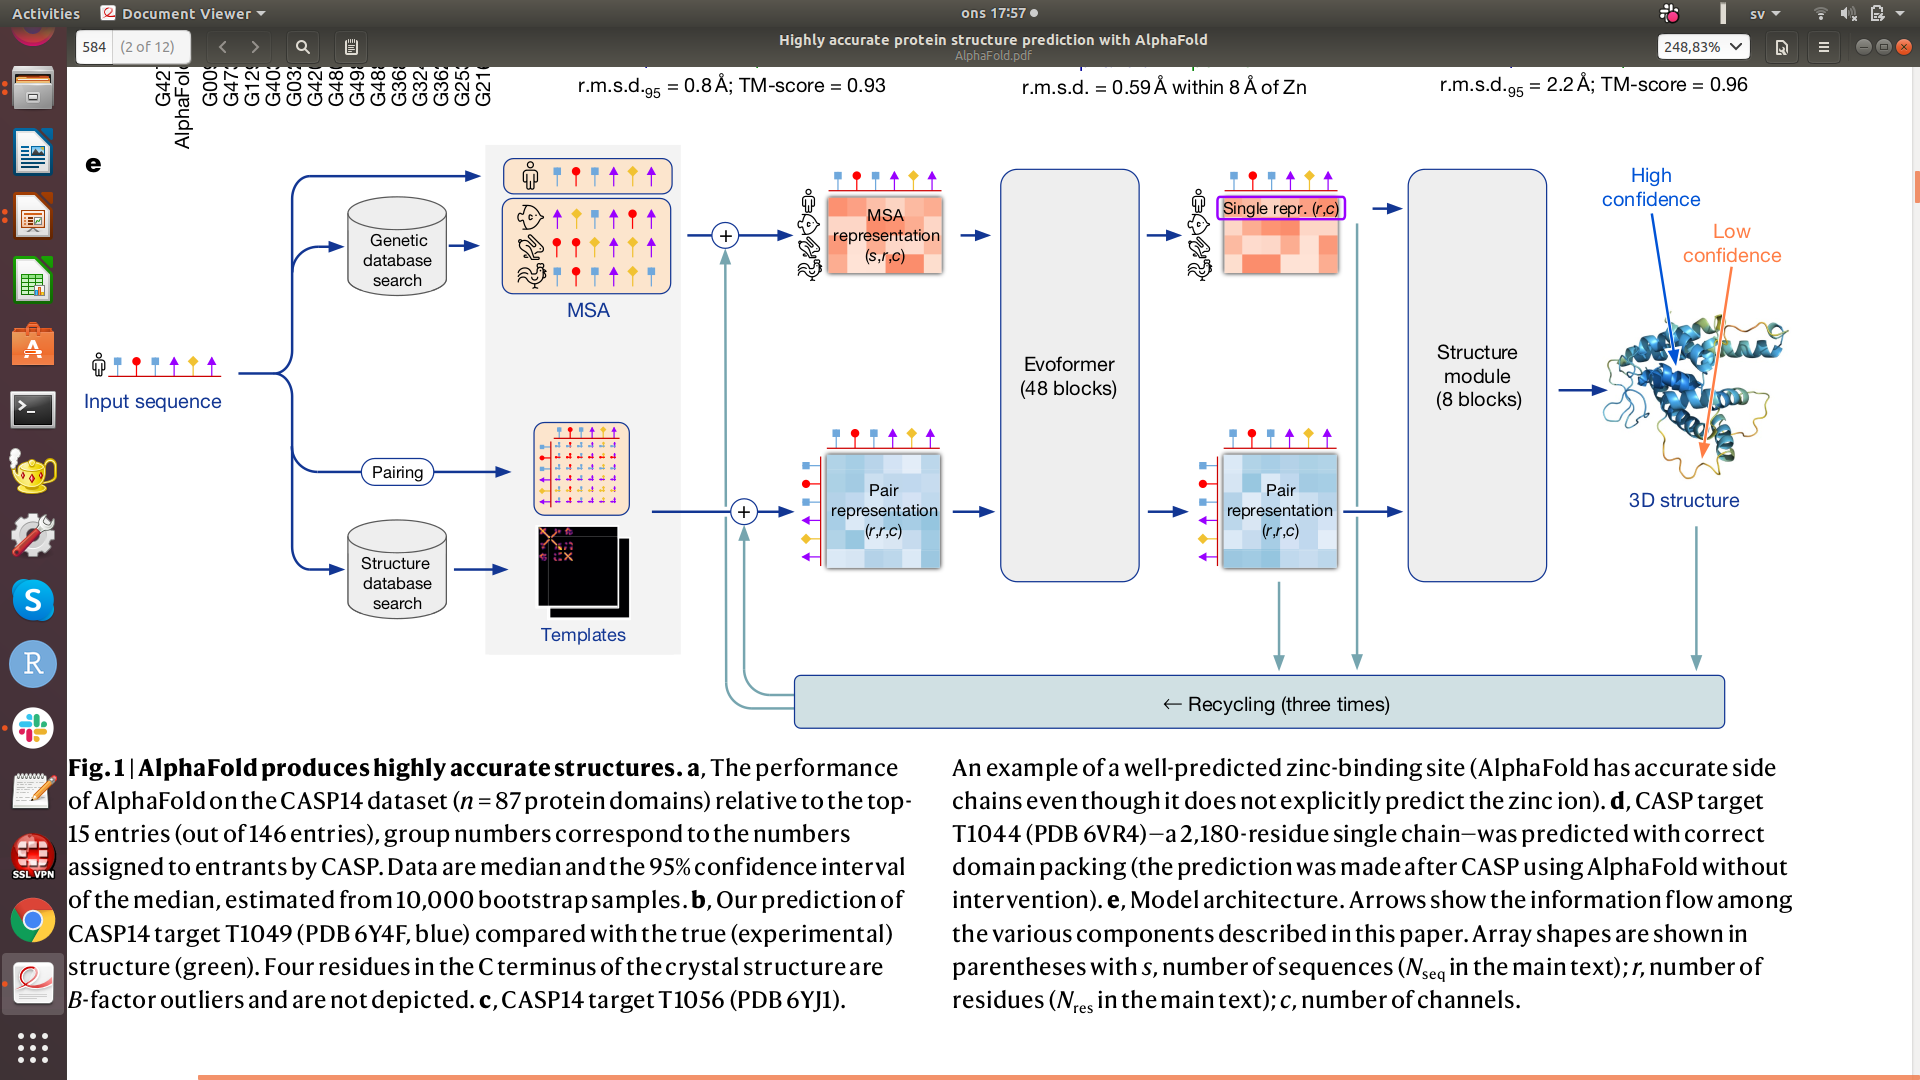 Activities
Document Viewer
ons 17:57
sv
584
(2 of 12)
Highly accurate protein structure prediction with AlphaFold
AlphaFold.pdf
248,83%
r.m.s.d.95 = 0.8 Å; TM-score = 0.93
r.m.s.d. = 0.59 Å within 8 Å of Zn
r.m.s.d.95 = 2.2 Å; TM-score = 0.96
e
Genetic
database
search
MSA
Input sequence
Pairing
Structure
database
search
Templates
+
+
MSA
representation
(s,r,c)
Pair
representation
(r,r,c)
Evoformer
(48 blocks)
Single repr. (r,c)
Pair
representation
(r,r,c)
Structure
module
(8 blocks)
High
confidence
Low
confidence
3D structure
← Recycling (three times)
Fig. 1 | AlphaFold produces highly accurate structures. a, The performance
of AlphaFold on the CASP14 dataset (n = 87 protein domains) relative to the top-
15 entries (out of 146 entries), group numbers correspond to the numbers
assigned to entrants by CASP. Data are median and the 95% confidence interval
of the median, estimated from 10,000 bootstrap samples. b, Our prediction of
CASP14 target T1049 (PDB 6Y4F, blue) compared with the true (experimental)
structure (green). Four residues in the C terminus of the crystal structure are
B-factor outliers and are not depicted. c, CASP14 target T1056 (PDB 6YJ1).
An example of a well-predicted zinc-binding site (AlphaFold has accurate side
chains even though it does not explicitly predict the zinc ion). d, CASP target
T1044 (PDB 6VR4)—a 2,180-residue single chain—was predicted with correct
domain packing (the prediction was made after CASP using AlphaFold without
intervention). e, Model architecture. Arrows show the information flow among
the various components described in this paper. Array shapes are shown in
parentheses with s, number of sequences (Nseq in the main text); r, number of
residues (Nres in the main text); c, number of channels.
SSL VPN